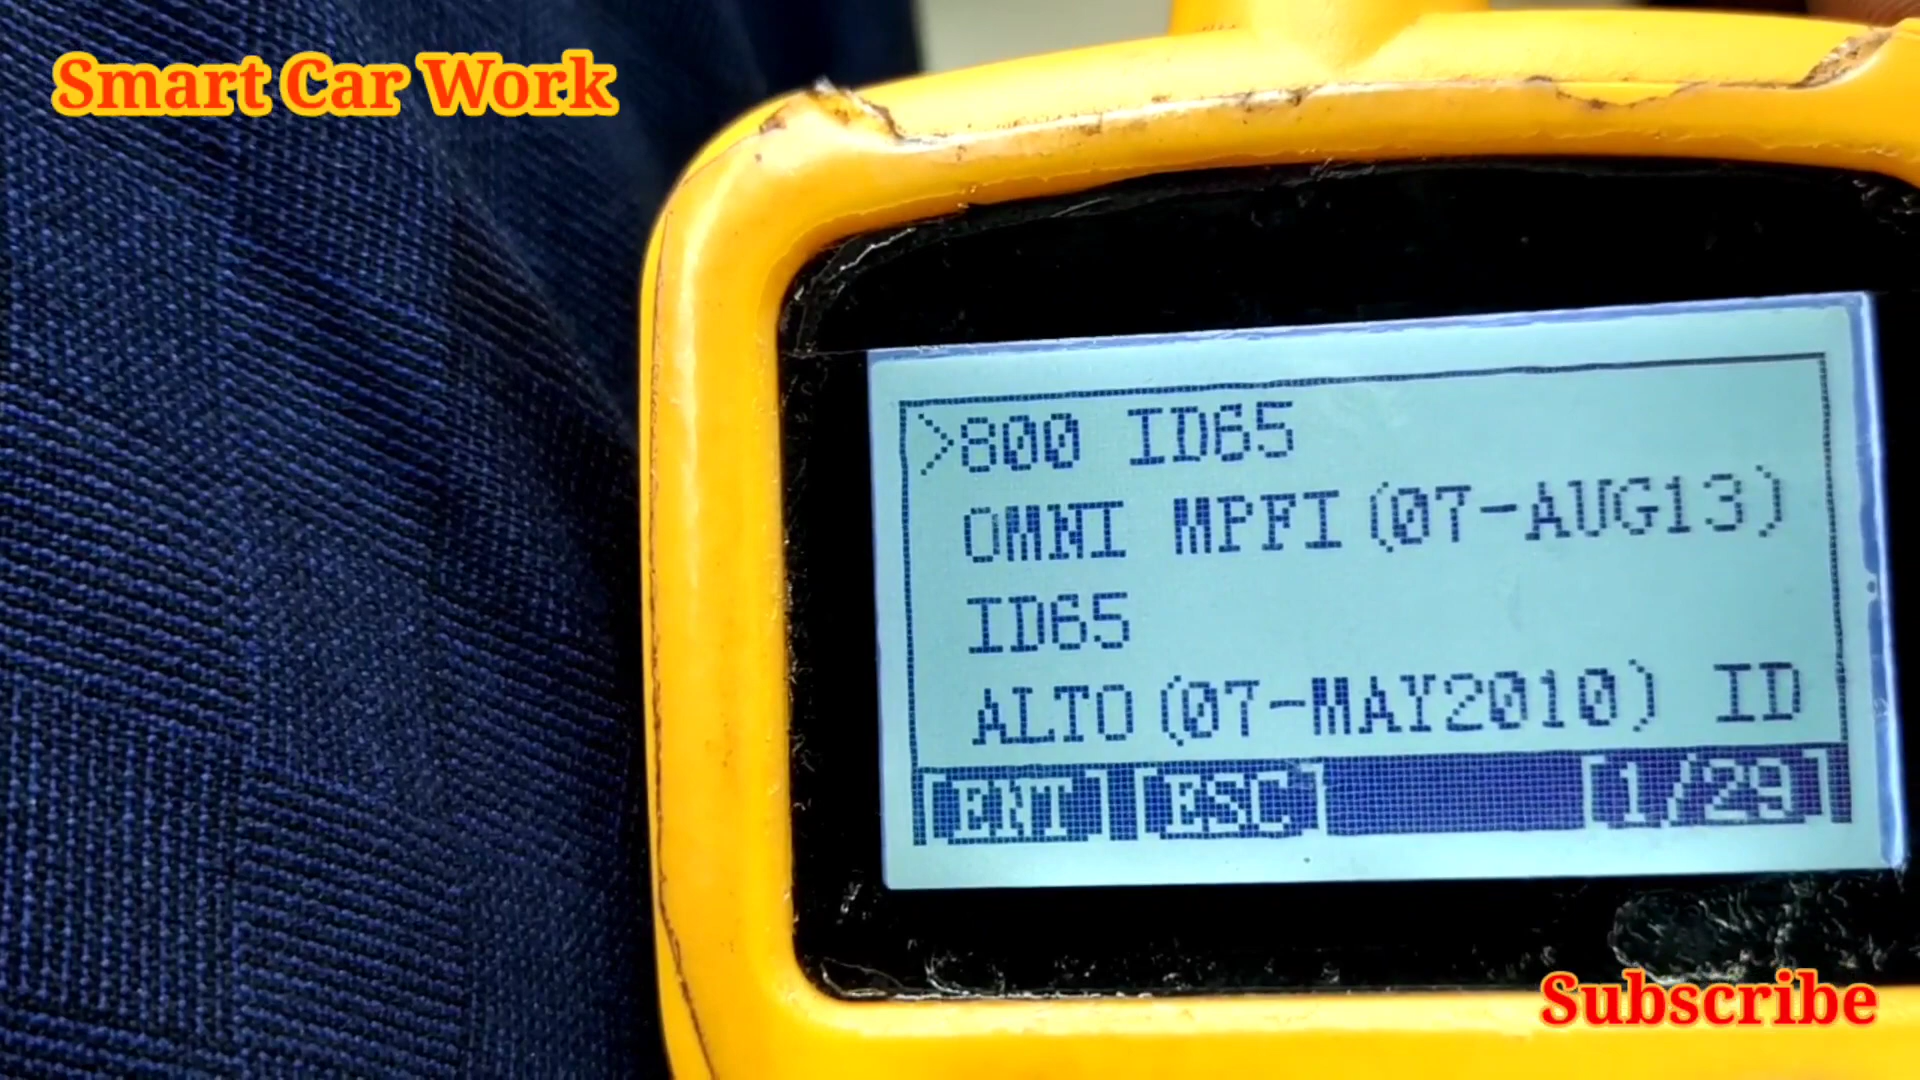 Smart Car Work
>800 ID65
OMNI MPFI(07-AUG13)
ID65
ALTO(07-MAY2010) ID
[ENT] [ESC] [1/29]
Subscribe